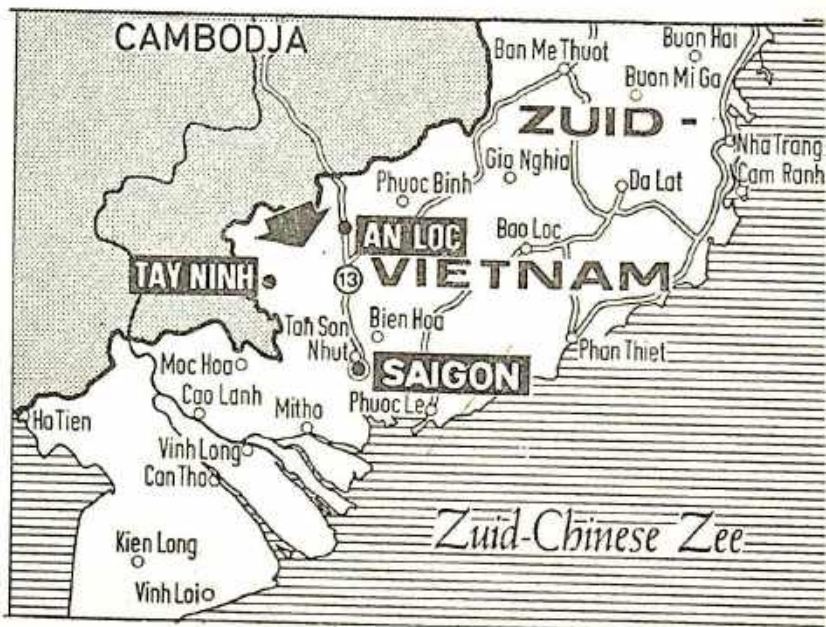 CAMBODJA
Ban Me Thuot
Buon Hai
Buon Mi Ga
ZUID -
Nha Trang
Cam Ranh
Gia Nghia
Phuoc Binh
Da Lat
AN LOC
Bao Loc
TAY NINH
13
VIETNAM
Bien Hoa
Tan Son
Nhut
Phan Thiet
Moc Hoa
SAIGON
Cao Lanh
Mitho
Phuoc Le
Ha Tien
Vinh Long
Can Tho
Zuid-Chinese Zee
Kien Long
Vinh Loi